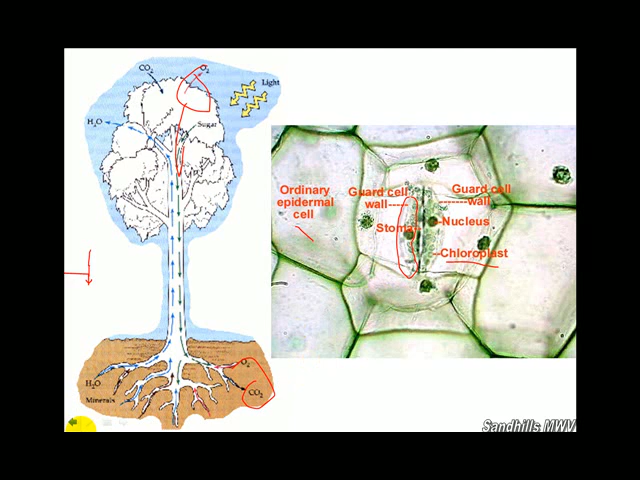 CO2
O2
Light
H2O
Sugar
Ordinary
epidermal
cell
Guard cell
wall
Guard cell
wall
Stoma
Nucleus
Chloroplast
O2
H2O
CO2
Minerals
Sandhills MWV